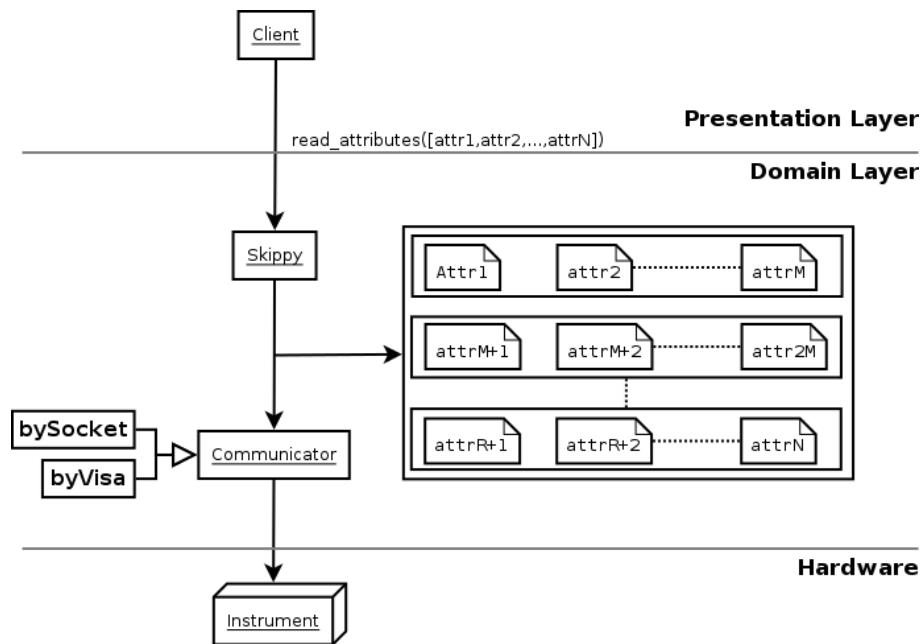 Client
Presentation Layer
read_attributes([attr1,attr2,...,attrN])
Domain Layer
Skippy
Attr1 attr2 attrM
attrM+1 attrM+2 attr2M
attrR+1 attrR+2 attrN
bySocket
byVisa
Communicator
Hardware
Instrument